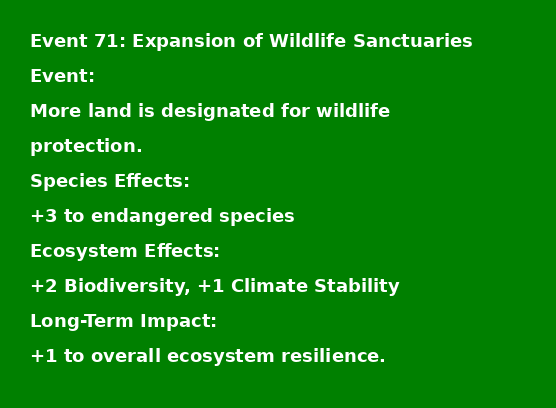 Event 71: Expansion of Wildlife Sanctuaries
Event:
More land is designated for wildlife
protection.
Species Effects:
+3 to endangered species
Ecosystem Effects:
+2 Biodiversity, +1 Climate Stability
Long-Term Impact:
+1 to overall ecosystem resilience.